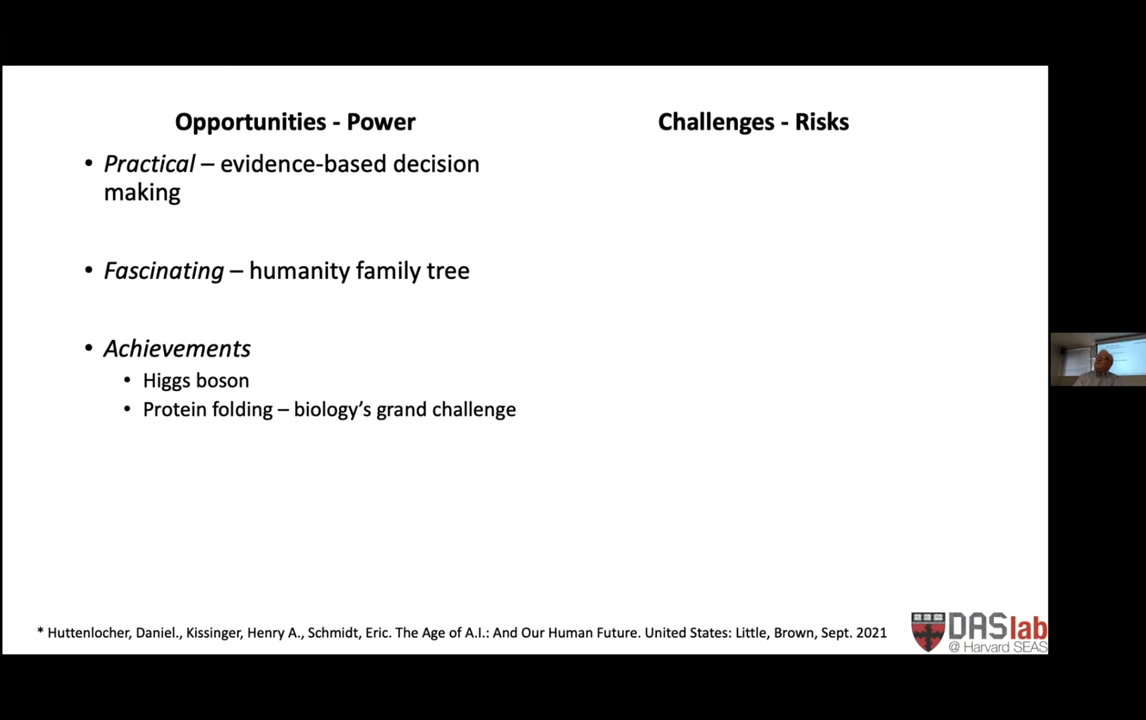 Opportunities - Power
• Practical – evidence-based decision
making
• Fascinating – humanity family tree
• Achievements
• Higgs boson
• Protein folding – biology’s grand challenge
Challenges - Risks
* Huttenlocher, Daniel., Kissinger, Henry A., Schmidt, Eric. The Age of A.I.: And Our Human Future. United States: Little, Brown, Sept. 2021
DASlab
@ Harvard SEAS